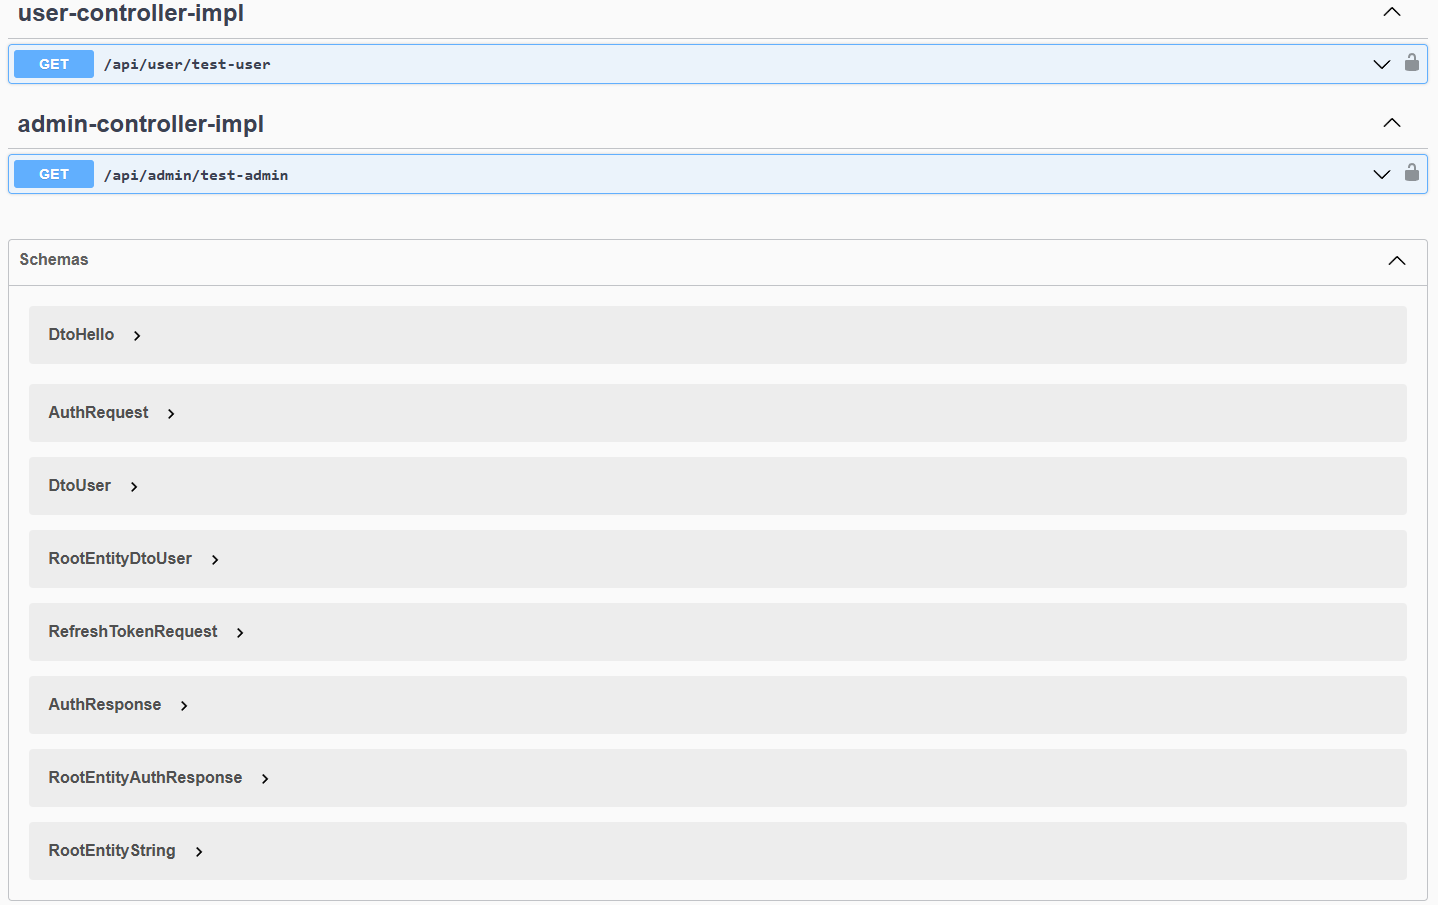 user-controller-impl
GET /api/user/test-user
admin-controller-impl
GET /api/admin/test-admin
Schemas
DtoHello
AuthRequest
DtoUser
RootEntityDtoUser
RefreshTokenRequest
AuthResponse
RootEntityAuthResponse
RootEntityString